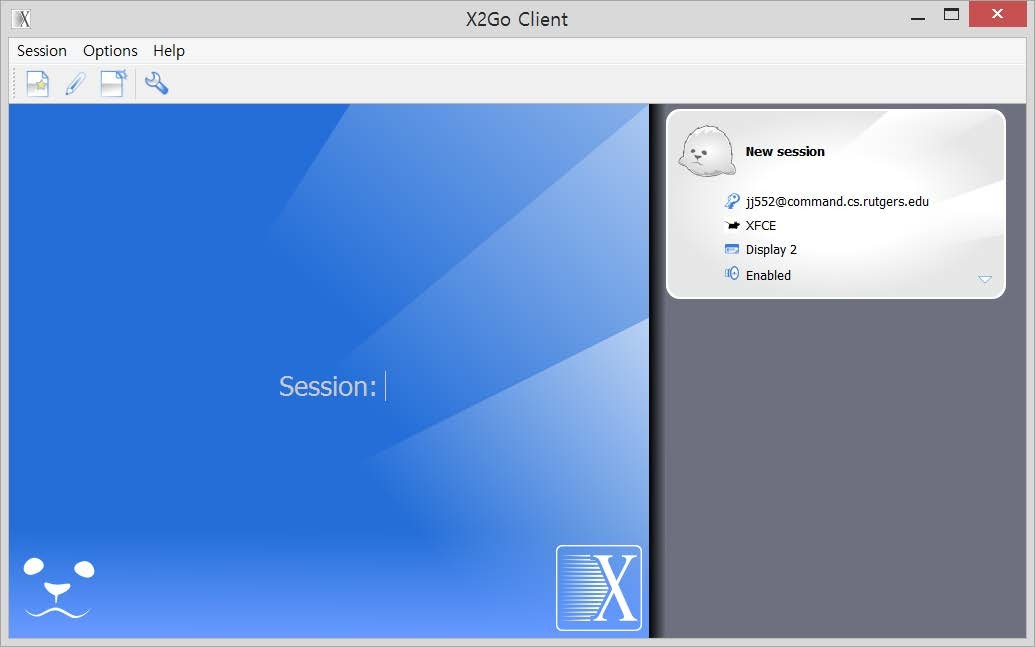 X2Go Client
Session Options Help
New session
jj552@command.cs.rutgers.edu
XFCE
Display 2
Enabled
Session:
X